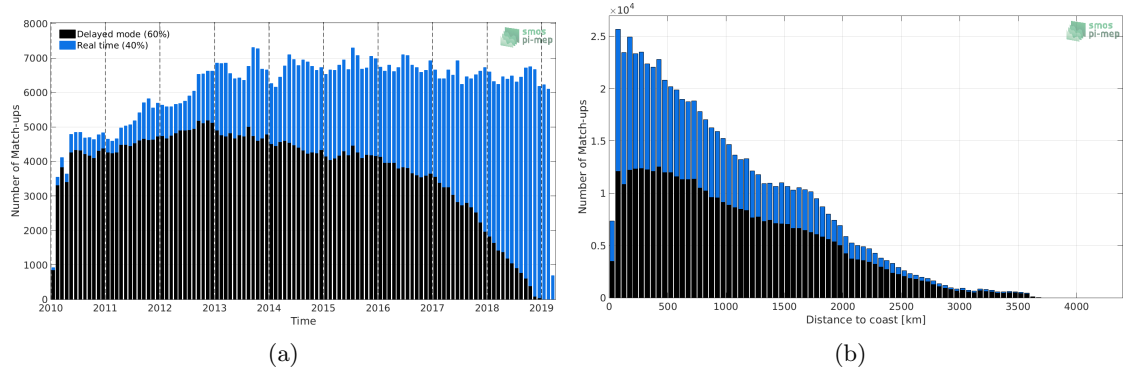 8000
7000
6000
5000
4000
3000
2000
1000
0
Number of Match-ups
Delayed mode (60%)
Real time (40%)
smos
pi-mep
2010 2011 2012 2013 2014 2015 2016 2017 2018 2019
Time
(a)
×10⁴
2.5
2
1.5
1
0.5
0
Number of Match-ups
smos
pi-mep
0 500 1000 1500 2000 2500 3000 3500 4000
Distance to coast [km]
(b)